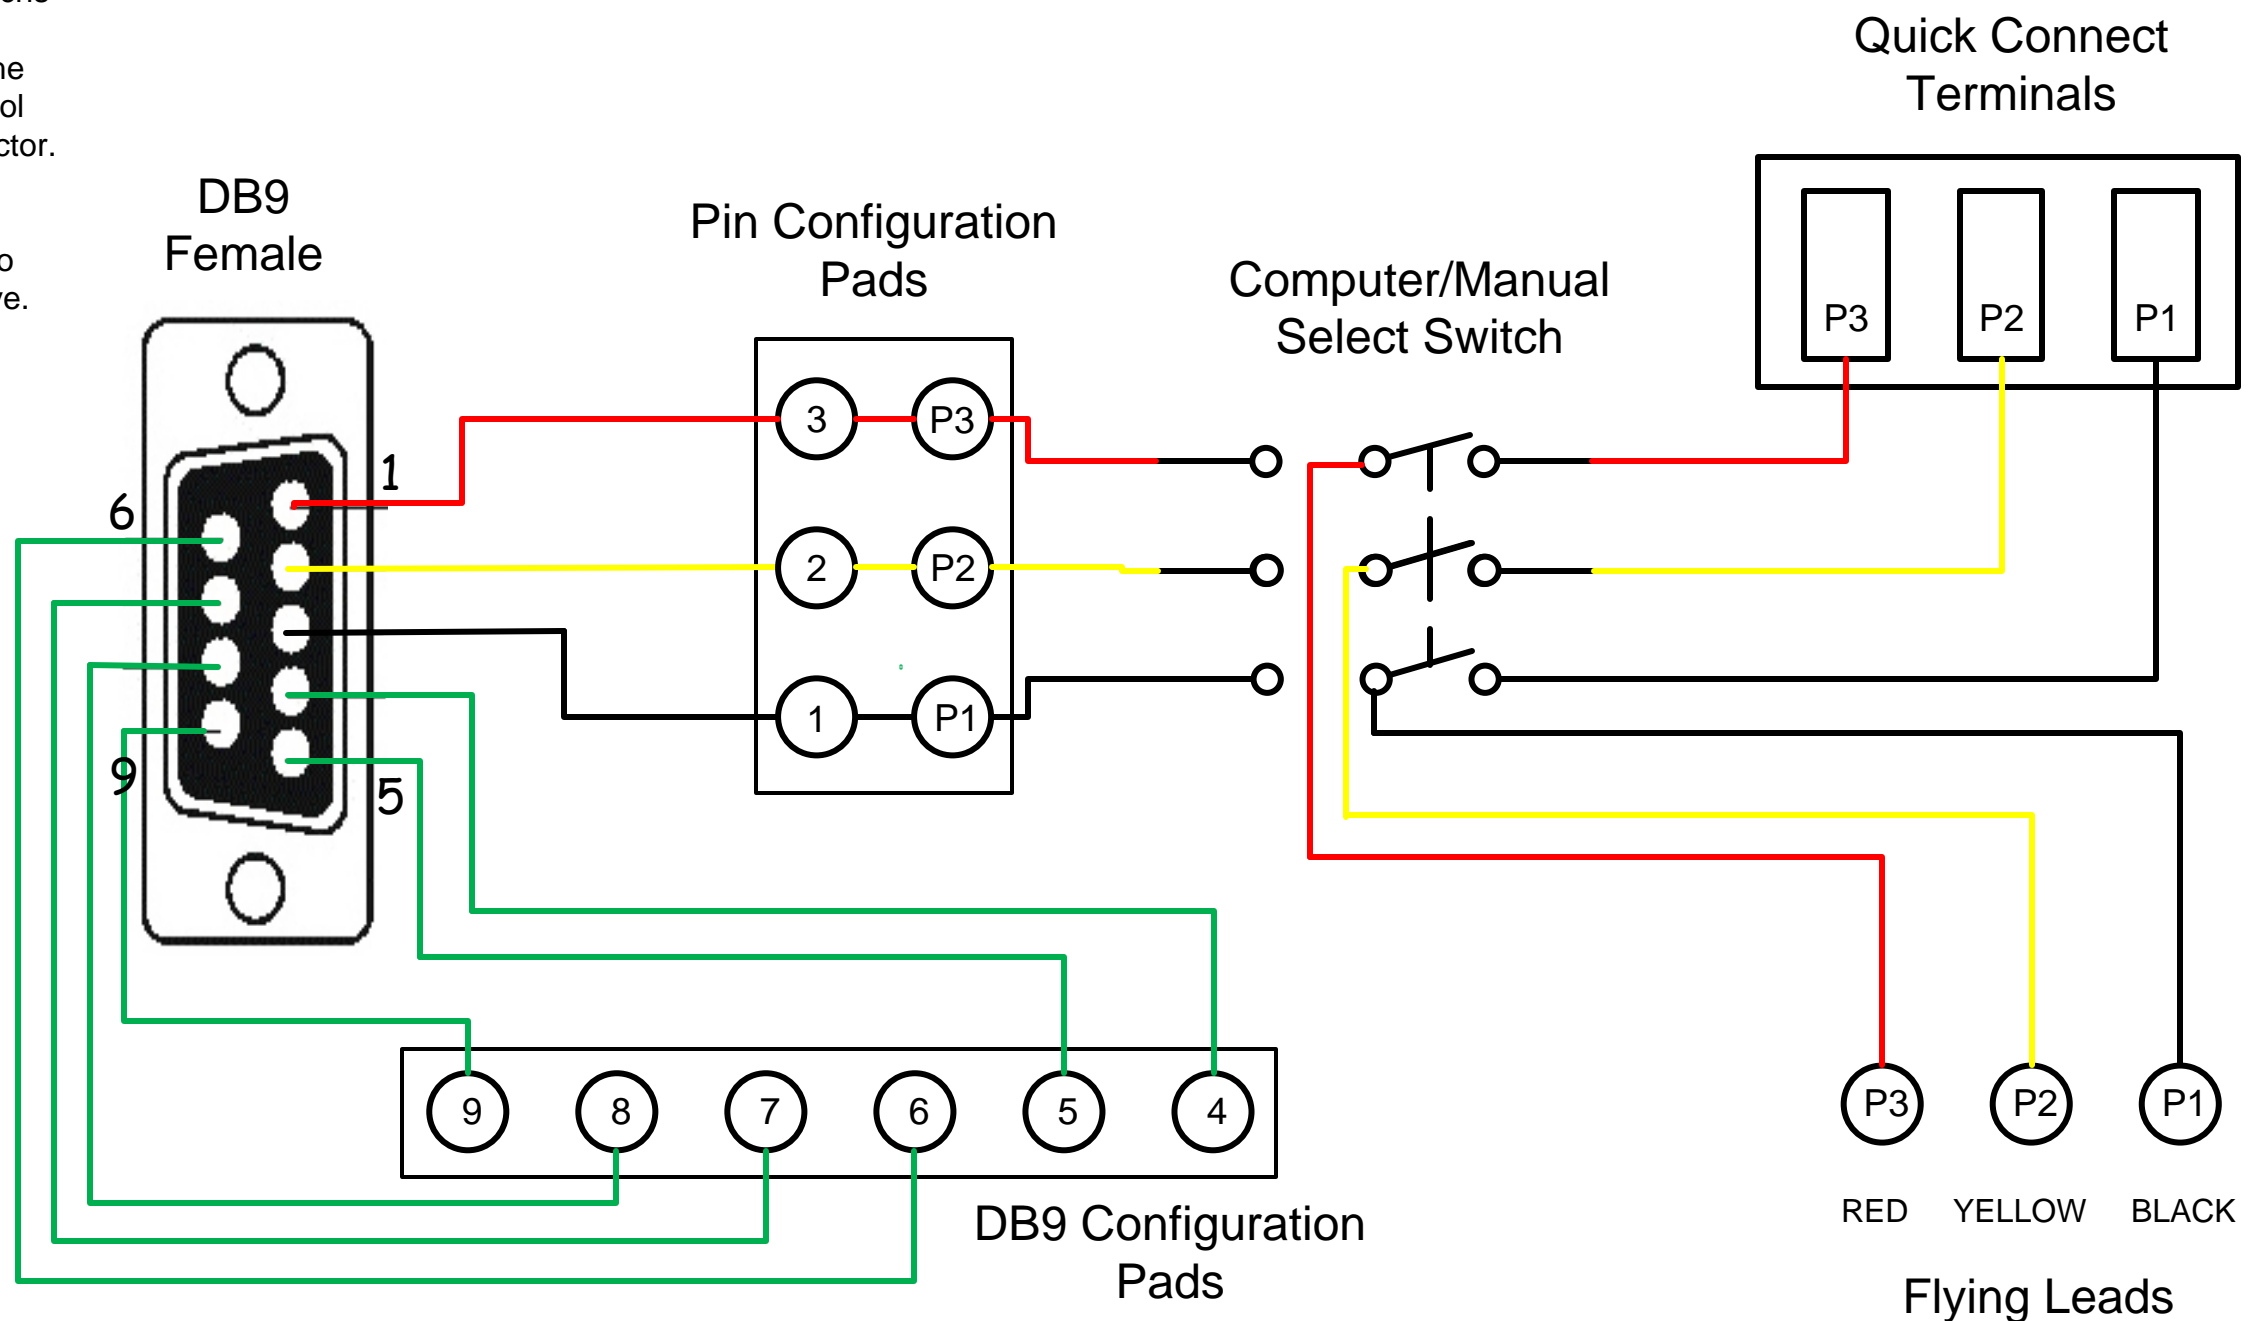 ol
ctor.
Quick Connect
Terminals
P3
P2
P1
DB9
Female
1
6
9
5
Pin Configuration
Pads
3
P3
2
P2
1
P1
Computer/Manual
Select Switch
9
8
7
6
5
4
DB9 Configuration
Pads
P3
P2
P1
RED
YELLOW
BLACK
Flying Leads